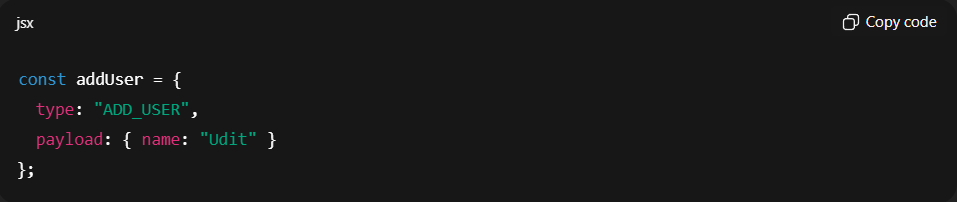 jsx
Copy code
const addUser = {
  type: "ADD_USER",
  payload: { name: "Udit" }
};